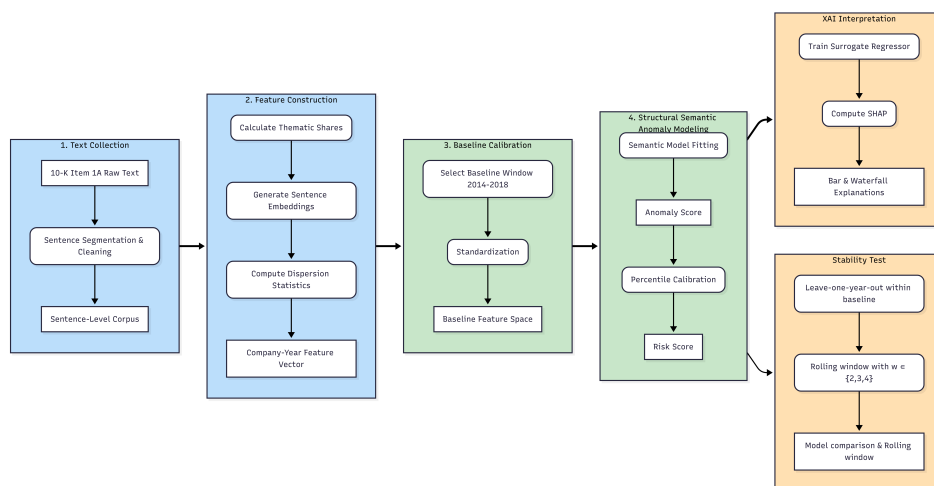 1. Text Collection
10-K Item 1A Raw Text
Sentence Segmentation &
Cleaning
Sentence-Level Corpus
2. Feature Construction
Calculate Thematic Shares
Generate Sentence
Embeddings
Compute Dispersion
Statistics
Company-Year Feature
Vector
3. Baseline Calibration
Select Baseline Window
2014-2018
Standardization
Baseline Feature Space
4. Structural Semantic
Anomaly Modeling
Semantic Model Fitting
Anomaly Score
Percentile Calibration
Risk Score
XAI Interpretation
Train Surrogate Regressor
Compute SHAP
Bar & Waterfall
Explanations
Stability Test
Leave-one-year-out within
baseline
Rolling window with w ∈
{2,3,4}
Model comparison & Rolling
window